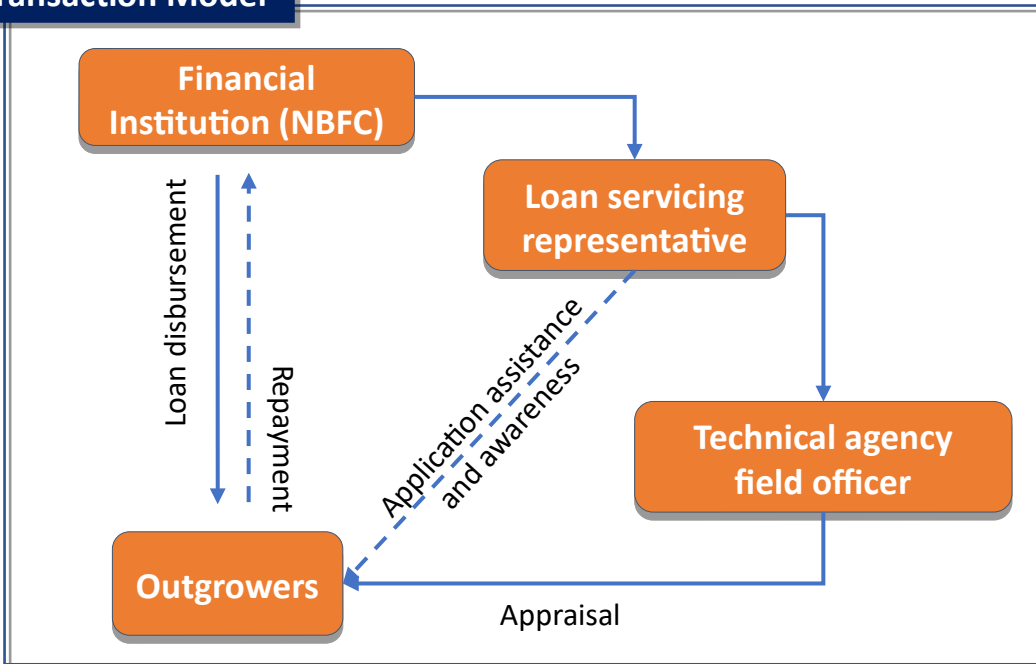 Transaction Model
Financial
Institution (NBFC)
Loan servicing
representative
Loan disbursement
Repayment
Application assistance
and awareness
Technical agency
field officer
Outgrowers
Appraisal